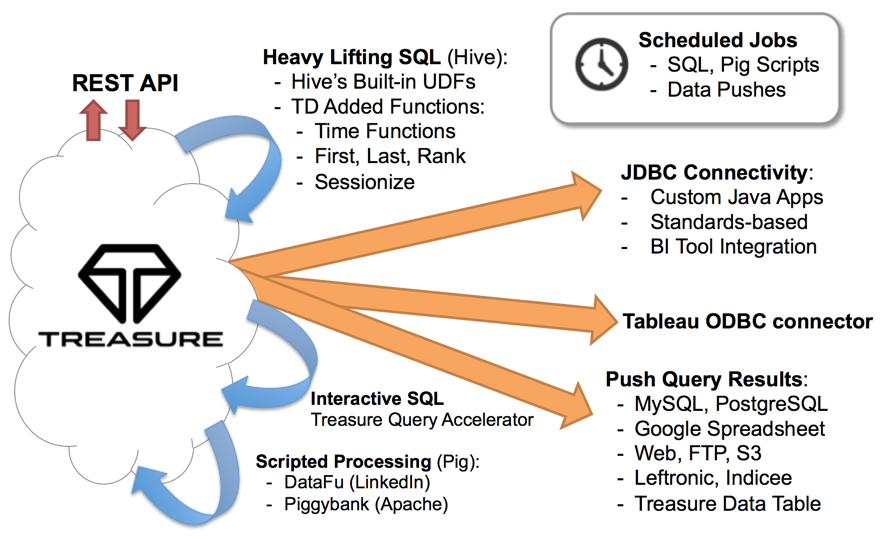 REST API
Heavy Lifting SQL (Hive):
- Hive's Built-in UDFs
- TD Added Functions:
- Time Functions
- First, Last, Rank
- Sessionize
Scheduled Jobs
- SQL, Pig Scripts
- Data Pushes
JDBC Connectivity:
- Custom Java Apps
- Standards-based
- BI Tool Integration
TREASURE
Tableau ODBC connector
Interactive SQL
Treasure Query Accelerator
Push Query Results:
- MySQL, PostgreSQL
- Google Spreadsheet
- Web, FTP, S3
- Leftronic, Indicee
- Treasure Data Table
Scripted Processing (Pig):
- DataFu (LinkedIn)
- Piggybank (Apache)